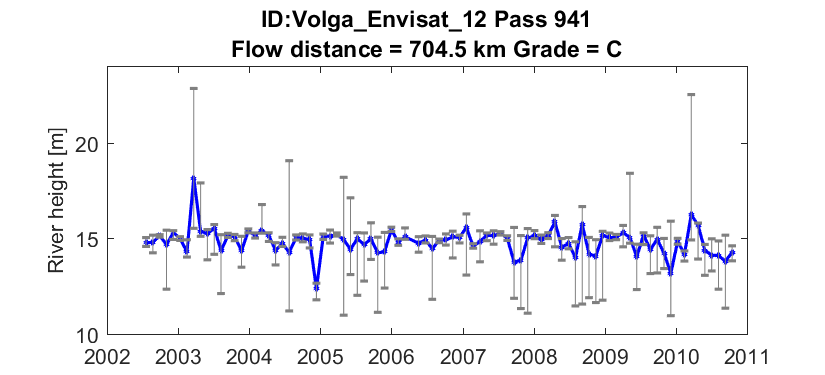 ID:Volga_Envisat_12 Pass 941
Flow distance = 704.5 km Grade = C
River height [m]
20
15
10
2002 2003 2004 2005 2006 2007 2008 2009 2010 2011